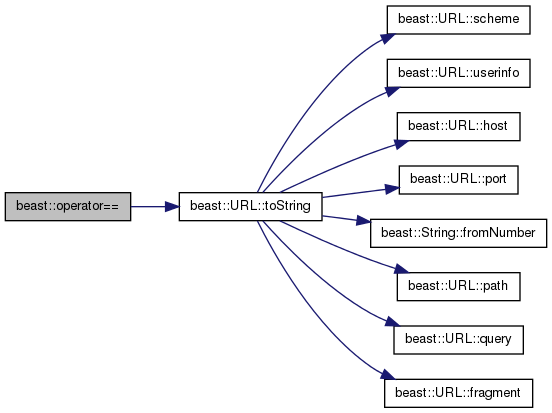 beast::operator==
beast::URL::toString
beast::URL::scheme
beast::URL::userinfo
beast::URL::host
beast::URL::port
beast::String::fromNumber
beast::URL::path
beast::URL::query
beast::URL::fragment